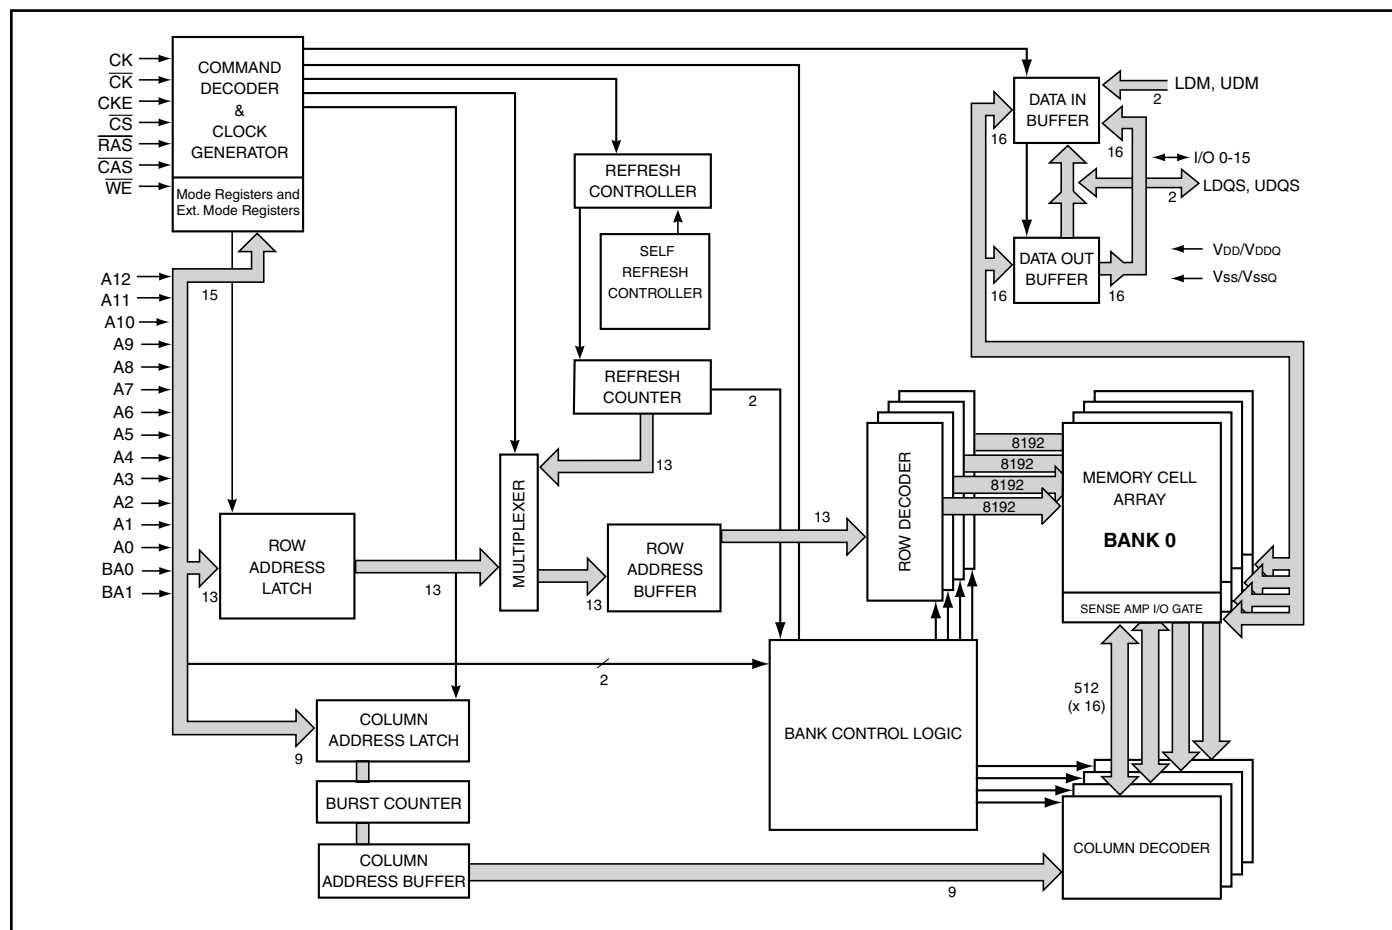 CK
C̅K̅
CKE
C̅S̅
R̅A̅S̅
C̅A̅S̅
W̅E̅
COMMAND
DECODER
&
CLOCK
GENERATOR
Mode Registers and
Ext. Mode Registers
A12
A11
A10
A9
A8
A7
A6
A5
A4
A3
A2
A1
A0
BA0
BA1
15
13
ROW
ADDRESS
LATCH
13
REFRESH
CONTROLLER
SELF
REFRESH
CONTROLLER
REFRESH
COUNTER
2
13
MULTIPLEXER
13
ROW
ADDRESS
BUFFER
13
2
9
COLUMN
ADDRESS LATCH
BURST COUNTER
COLUMN
ADDRESS BUFFER
9
BANK CONTROL LOGIC
ROW DECODER
8192
8192
8192
8192
MEMORY CELL
ARRAY
BANK 0
SENSE AMP I/O GATE
512
(x 16)
COLUMN DECODER
DATA IN
BUFFER
2
LDM, UDM
16
16
I/O 0-15
2
LDQS, UDQS
DATA OUT
BUFFER
16
16
VDD/VDDQ
Vss/VssQ